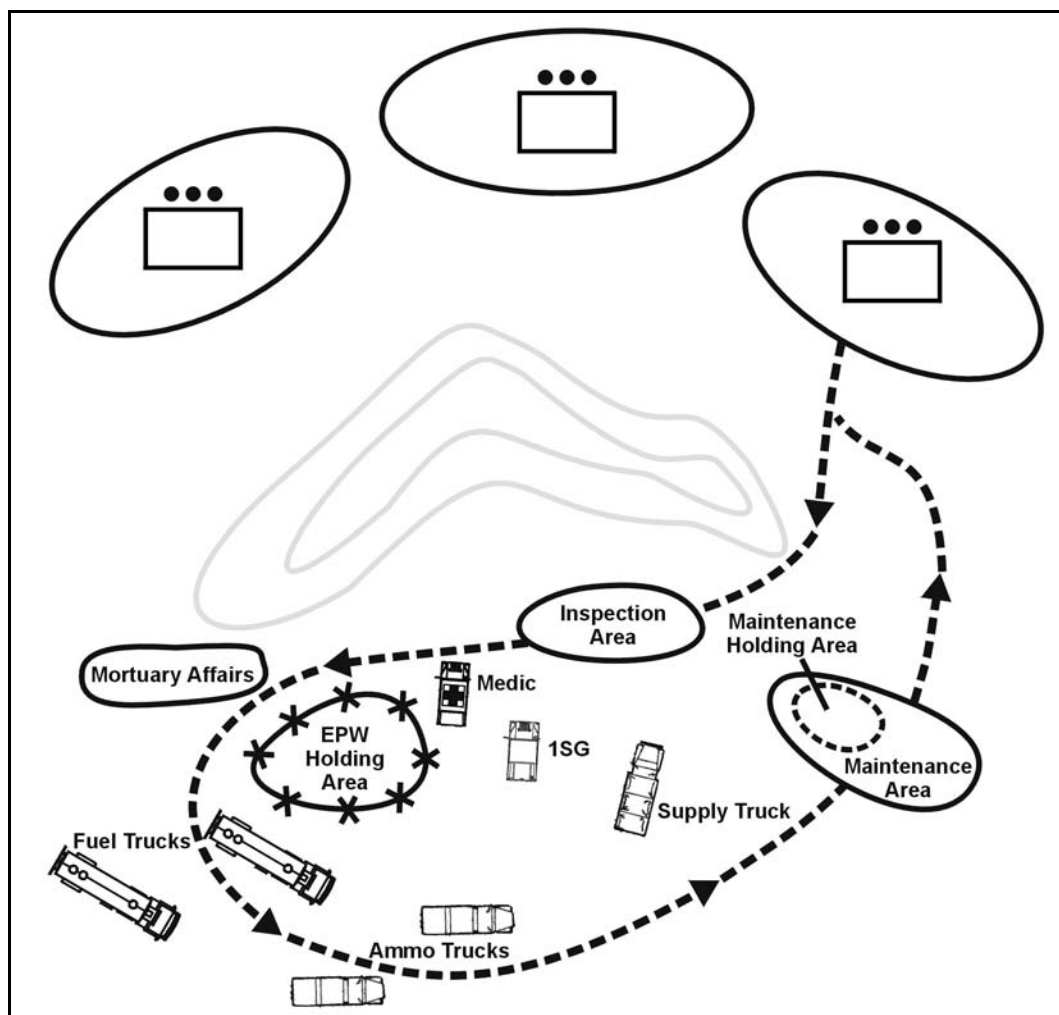 Inspection
Area
Maintenance
Holding Area
Mortuary Affairs
Medic
EPW
Holding
Area
1SG
Maintenance
Area
Supply Truck
Fuel Trucks
Ammo Trucks